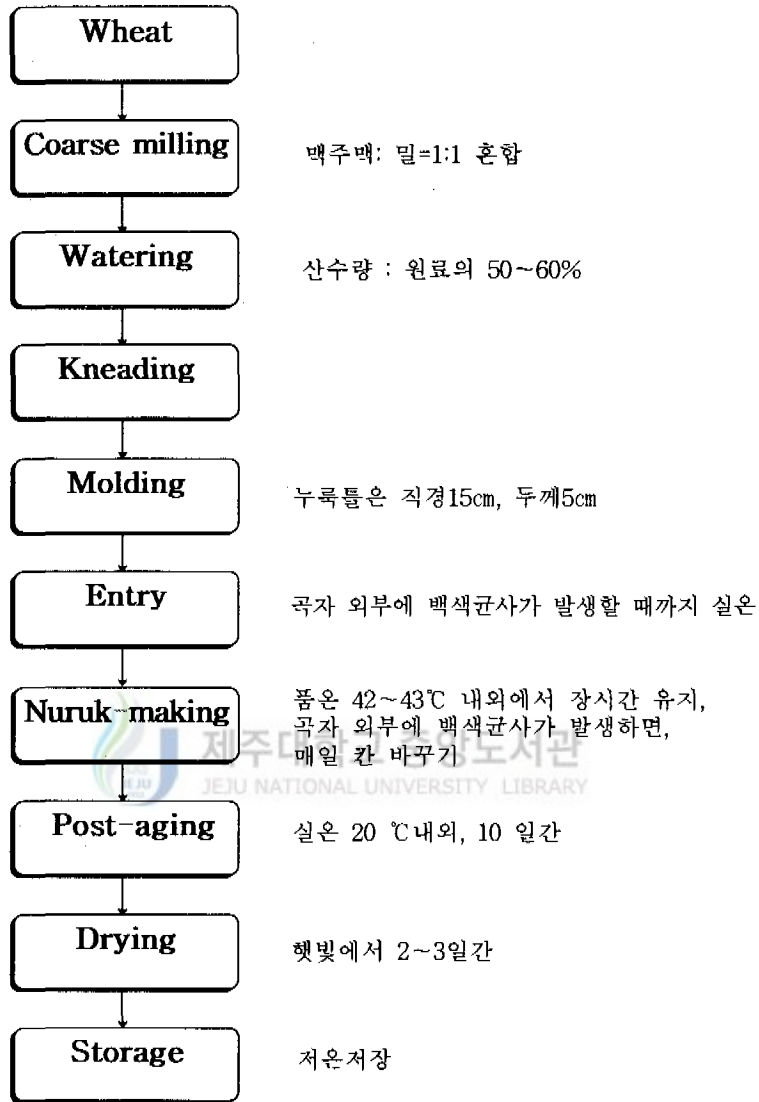 Wheat
Coarse milling
맥주맥: 밀=1:1 혼합
Watering
산수량 : 원료의 50~60%
Kneading
Molding
누룩틀은 직경15cm, 두께5cm
Entry
곡자 외부에 백색균사가 발생할 때까지 실온
Nuruk-making
품온 42~43℃ 내외에서 장시간 유지,
곡자 외부에 백색균사가 발생하면,
매일 칸 바꾸기
제주대학교 중앙도서관
JEJU NATIONAL UNIVERSITY LIBRARY
Post-aging
실온 20 ℃내외, 10 일간
Drying
햇빛에서 2~3일간
Storage
저온저장